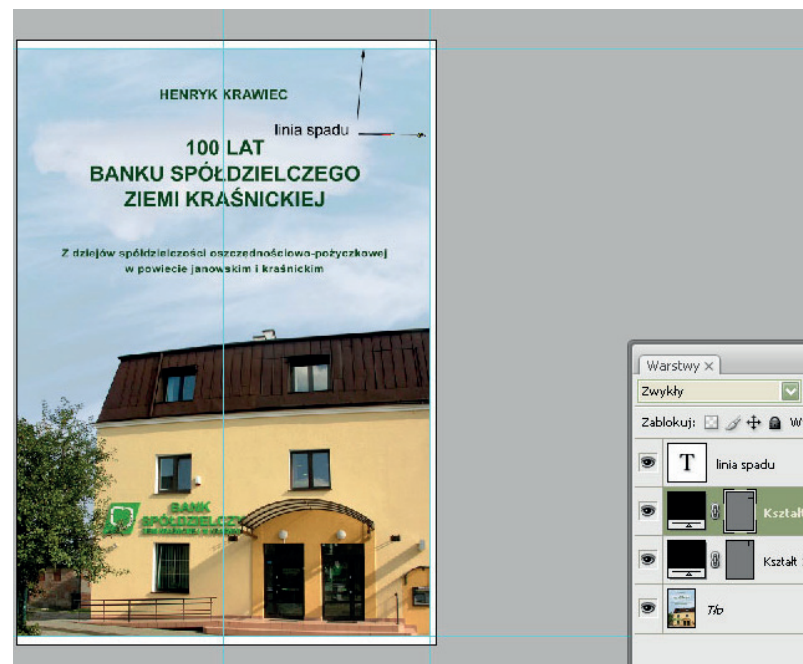 HENRYK KRAWIEC
linia spadu
100 LAT
BANKU SPÓŁDZIELCZEGO
ZIEMI KRAŚNICKIEJ
Z dziejów spółdzielczości oszczędnościowo-pożyczkowej
w powiecie janowskim i kraśnickim
BANK
SPÓŁDZIELCZY
Warstwy ×
Zwykły
Zablokuj: W
T linia spadu
Kształt
Kształt
Tło